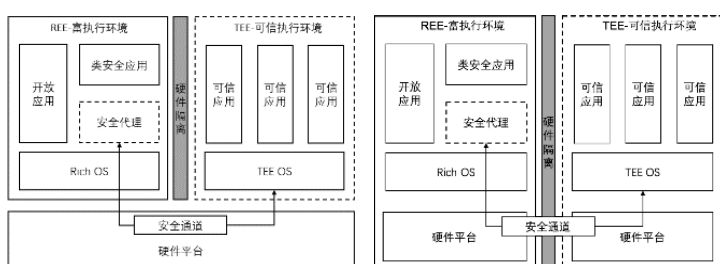 REE-富执行环境
开放
应用
类安全应用
安全代理
Rich OS
硬件隔离
TEE-可信执行环境
可信
应用
可信
应用
可信
应用
TEE OS
安全通道
硬件平台
REE-富执行环境
开放
应用
类安全应用
安全代理
Rich OS
硬件平台
硬件隔离
TEE-可信执行环境
可信
应用
可信
应用
可信
应用
TEE OS
安全通道
硬件平台